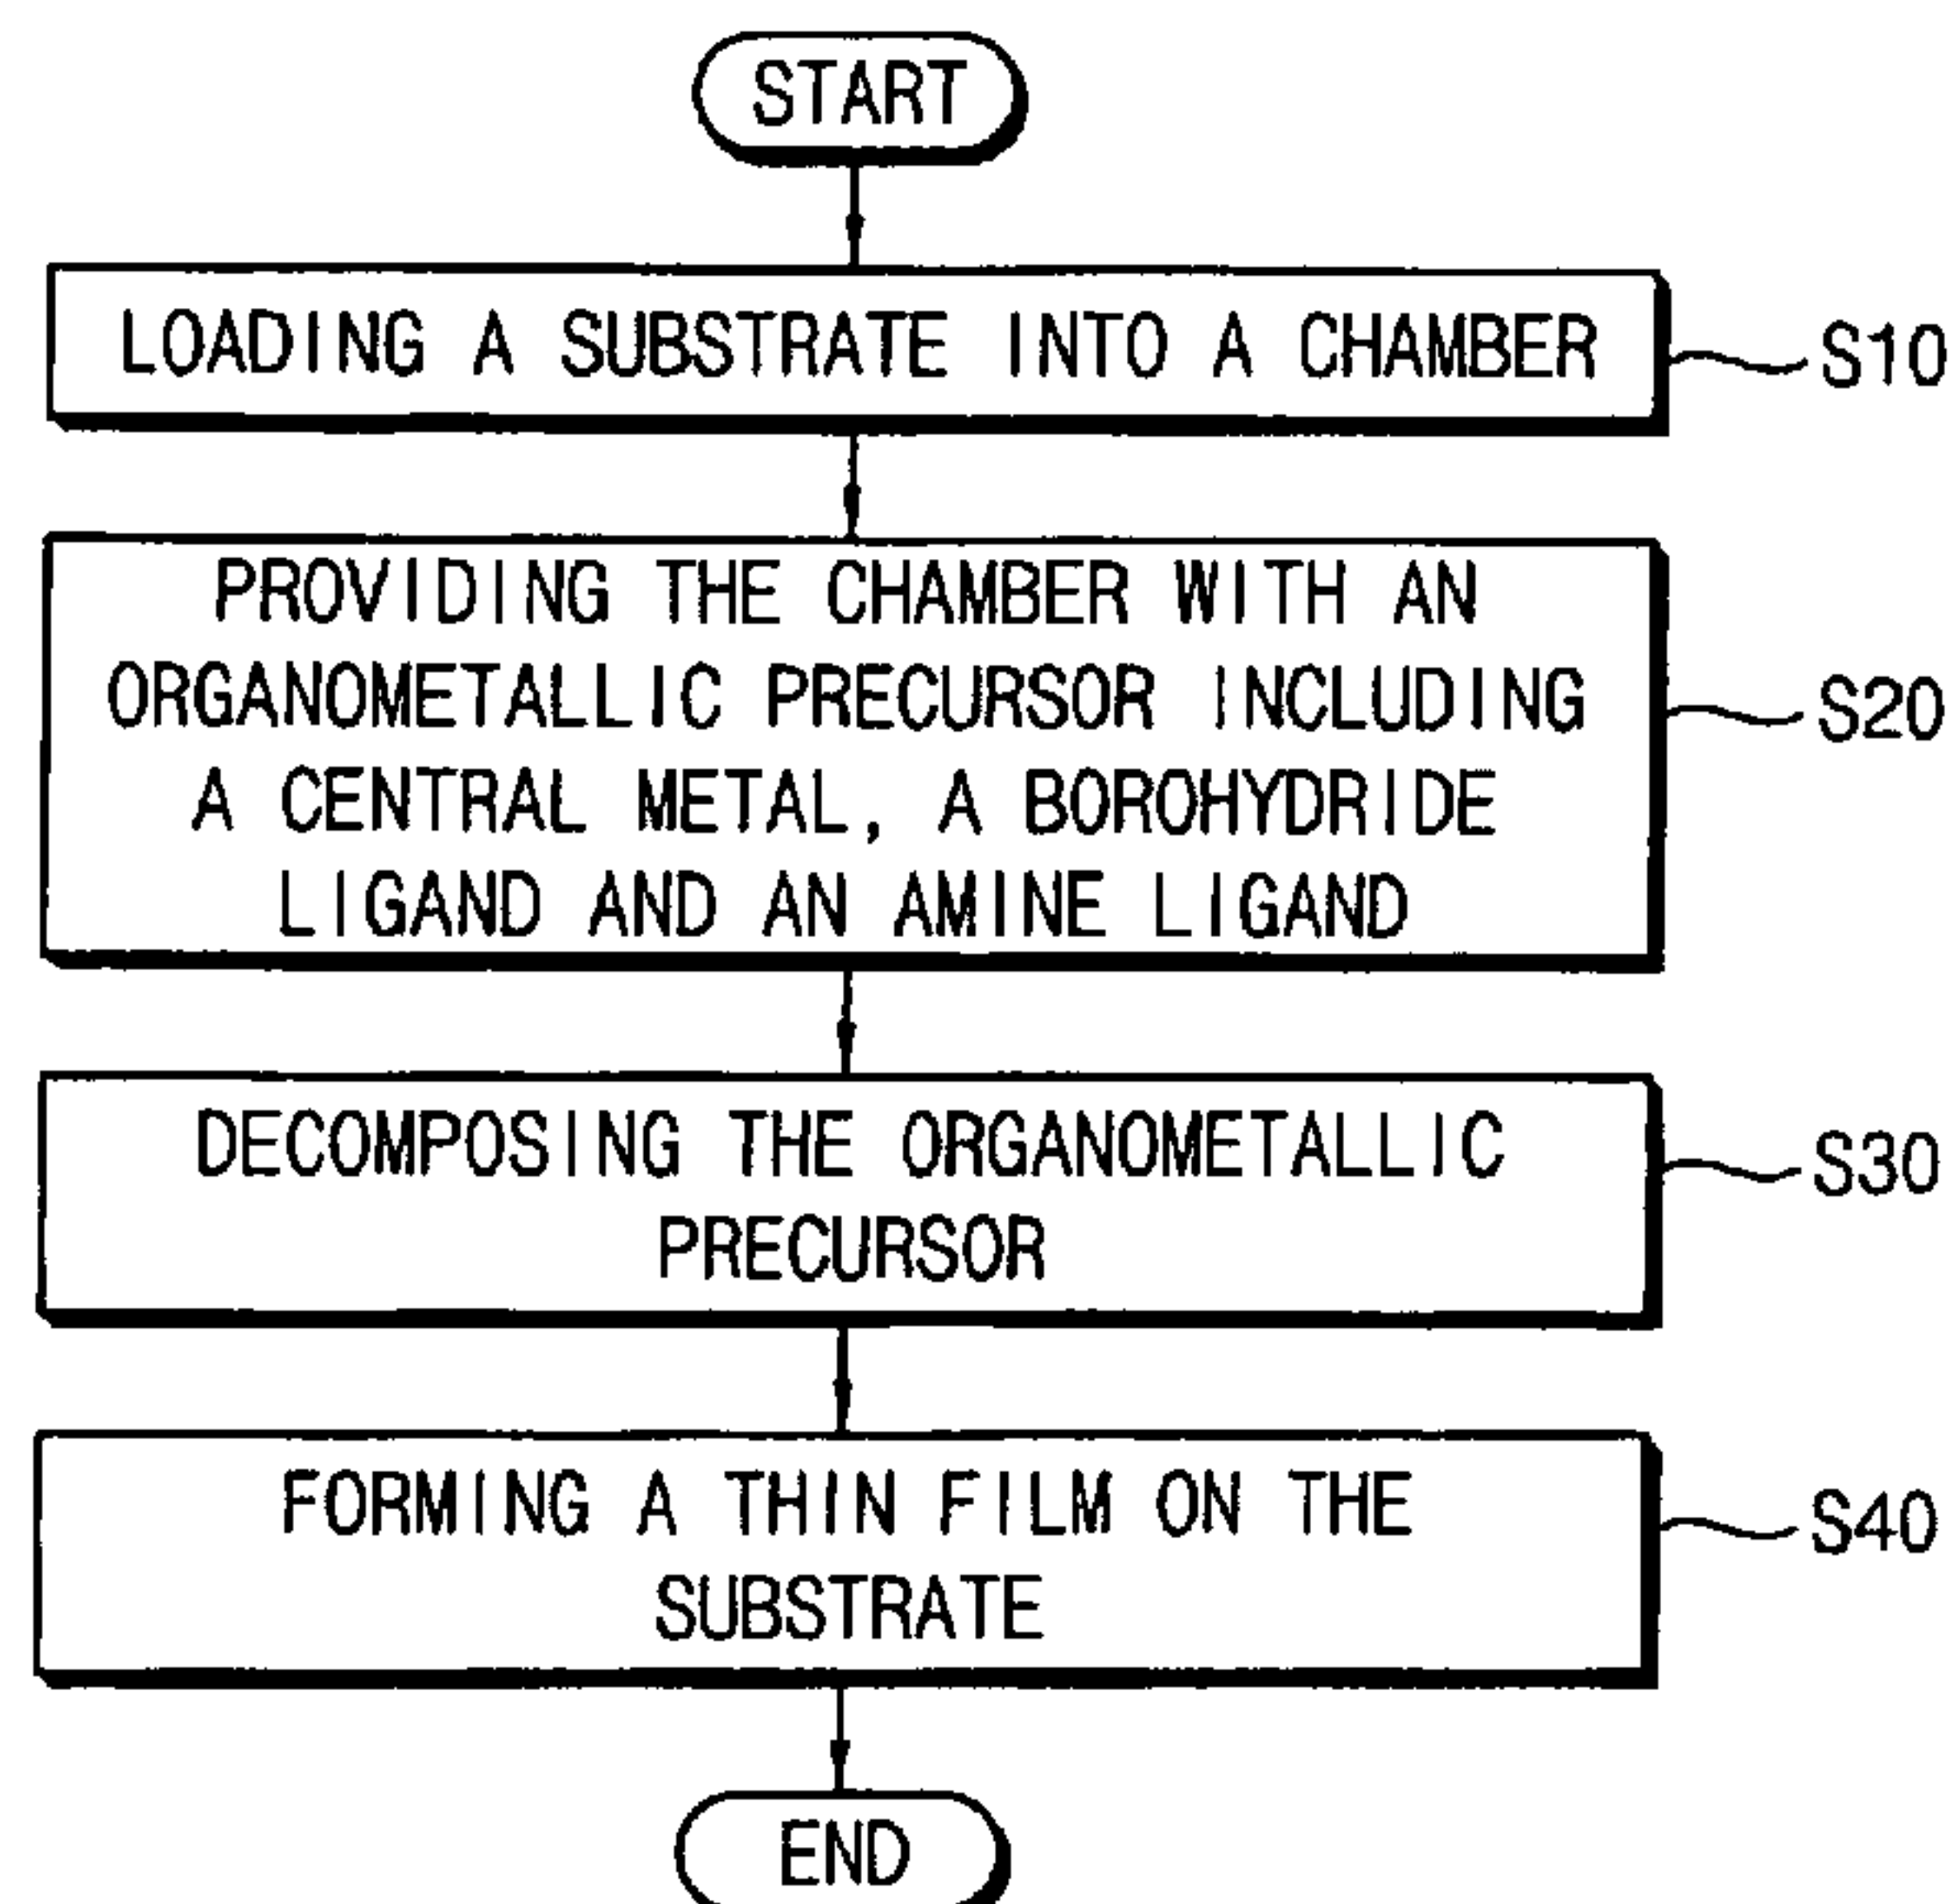 START
LOADING A SUBSTRATE INTO A CHAMBER
S10
PROVIDING THE CHAMBER WITH AN
ORGANOMETALLIC PRECURSOR INCLUDING
A CENTRAL METAL, A BOROHYDRIDE
LIGAND AND AN AMINE LIGAND
S20
DECOMPOSING THE ORGANOMETALLIC
PRECURSOR
S30
FORMING A THIN FILM ON THE
SUBSTRATE
S40
END